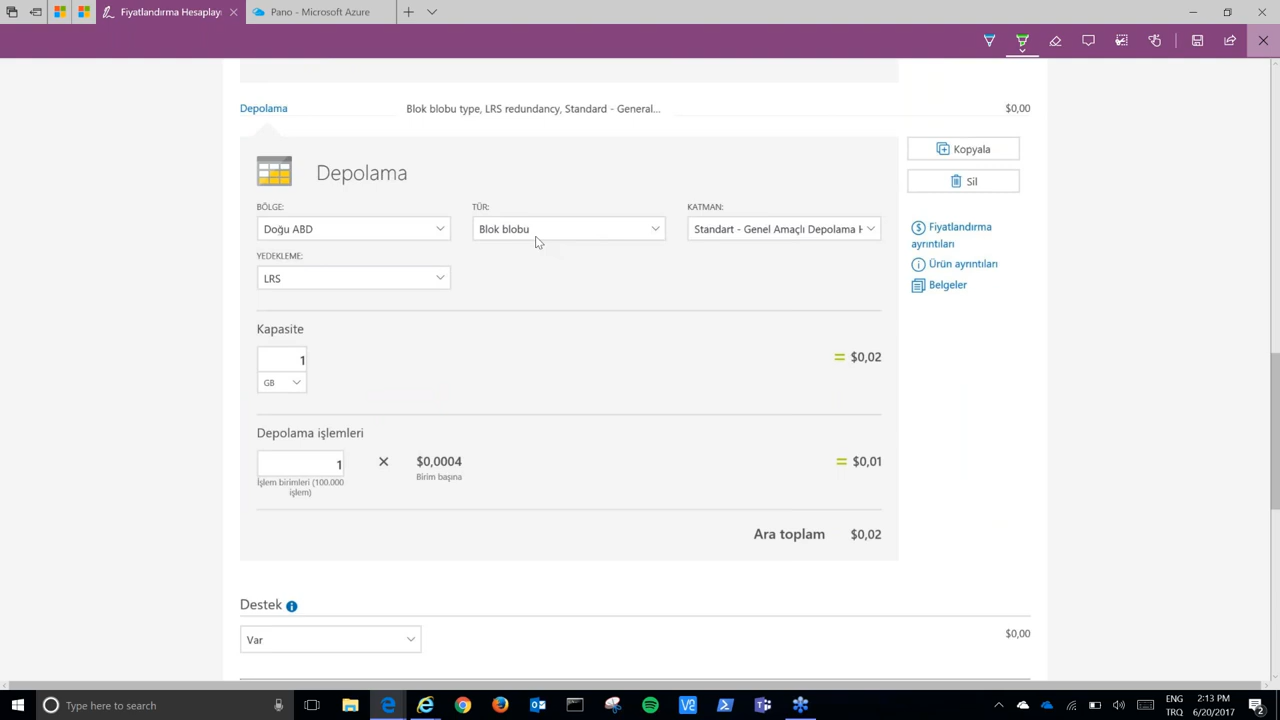 Fiyatlandırma Hesaplayı
Pano - Microsoft Azure
Depolama
Blok blobu type, LRS redundancy, Standard - General...
$0,00
Depolama
Kopyala
Sil
BÖLGE:
TÜR:
KATMAN:
Doğu ABD
Blok blobu
Standart - Genel Amaçlı Depolama H
Fiyatlandırma
ayrıntıları
YEDEKLEME:
Ürün ayrıntıları
LRS
Belgeler
Kapasite
1
= $0,02
GB
Depolama işlemleri
1
× $0,0004
= $0,01
Birim başına
İşlem birimleri (100.000
işlem)
Ara toplam
$0,02
Destek
Var
$0,00
Type here to search
ENG
TRQ
2:13 PM
6/20/2017
2